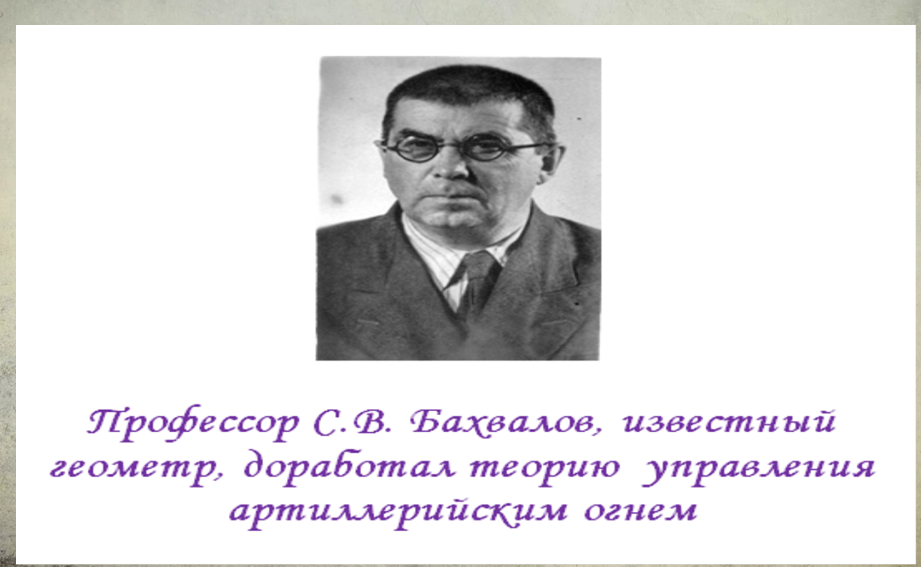 Профессор С.В. Бахвалов, известный
геометр, доработал теорию управления
артиллерийским огнем